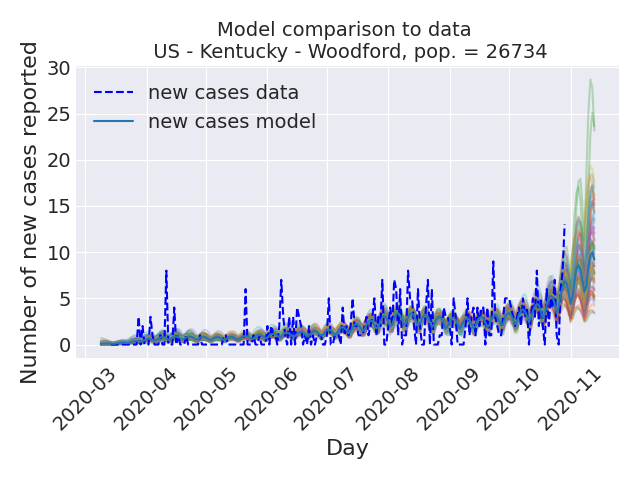 Model comparison to data
US - Kentucky - Woodford, pop. = 26734
Number of new cases reported
30
25
20
15
10
5
0
new cases data
new cases model
2020-03
2020-04
2020-05
2020-06
2020-07
2020-08
2020-09
2020-10
2020-11
Day